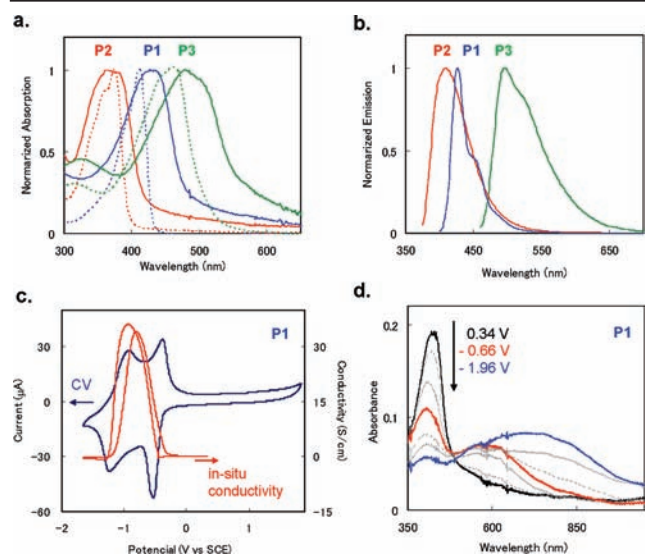 a.
P2 P1 P3
Normarized Absorption
1
0.5
0
300
400
500
600
Wavelength (nm)
b.
P2 P1 P3
Normarized Emission
1
0.5
0
350
450
550
650
Wavelength (nm)
c.
P1
CV
in-situ
conductivity
Current(μA)
30
0
-30
-60
Conductivity(S/cm)
30
15
0
-15
-2
-1
0
1
Potencial (V vs SCE)
d.
P1
0.34 V
- 0.66 V
- 1.96 V
Absorbance
0.2
0.1
0
350
600
850
Wavelength (nm)